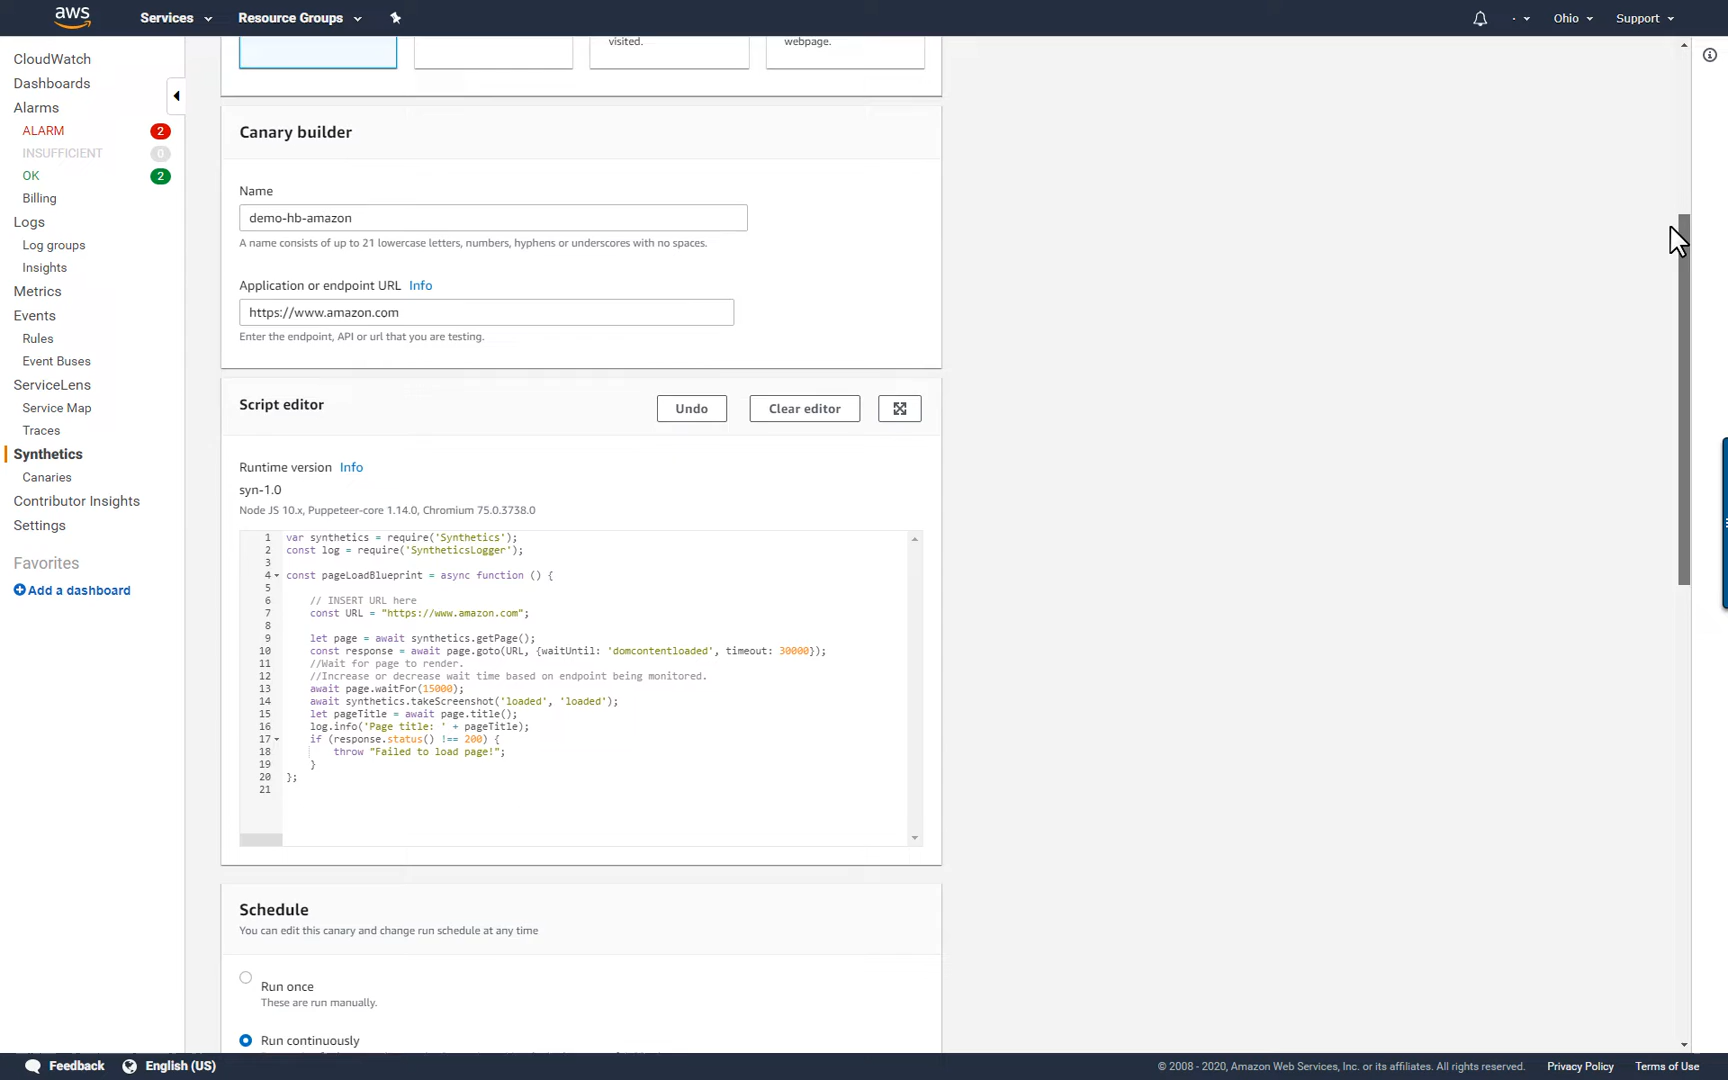 aws
Services
Resource Groups
Ohio
Support
CloudWatch
Dashboards
Alarms
ALARM
2
INSUFFICIENT
0
OK
2
Billing
Logs
Log groups
Insights
Metrics
Events
Rules
Event Buses
ServiceLens
Service Map
Traces
Synthetics
Canaries
Contributor Insights
Settings
Favorites
Add a dashboard
visited.
webpage.
Canary builder
Name
demo-hb-amazon
A name consists of up to 21 lowercase letters, numbers, hyphens or underscores with no spaces.
Application or endpoint URL Info
https://www.amazon.com
Enter the endpoint, API or url that you are testing.
Script editor
Undo
Clear editor
Runtime version Info
syn-1.0
Node JS 10.x, Puppeteer-core 1.14.0, Chromium 75.0.3738.0
1 var synthetics = require('Synthetics');
2 const log = require('SyntheticsLogger');
3
4 const pageLoadBlueprint = async function () {
5
6 // INSERT URL here
7 const URL = "https://www.amazon.com";
8
9 let page = await synthetics.getPage();
10 const response = await page.goto(URL, {waitUntil: 'domcontentloaded', timeout: 30000});
11 //Wait for page to render.
12 //Increase or decrease wait time based on endpoint being monitored.
13 await page.waitFor(15000);
14 await synthetics.takeScreenshot('loaded', 'loaded');
15 let pageTitle = await page.title();
16 log.info('Page title: ' + pageTitle);
17 if (response.status() !== 200) {
18 throw "Failed to load page!";
19 }
20 };
21
Schedule
You can edit this canary and change run schedule at any time
Run once
These are run manually.
Run continuously
Feedback
English (US)
© 2008 - 2020, Amazon Web Services, Inc. or its affiliates. All rights reserved.
Privacy Policy
Terms of Use